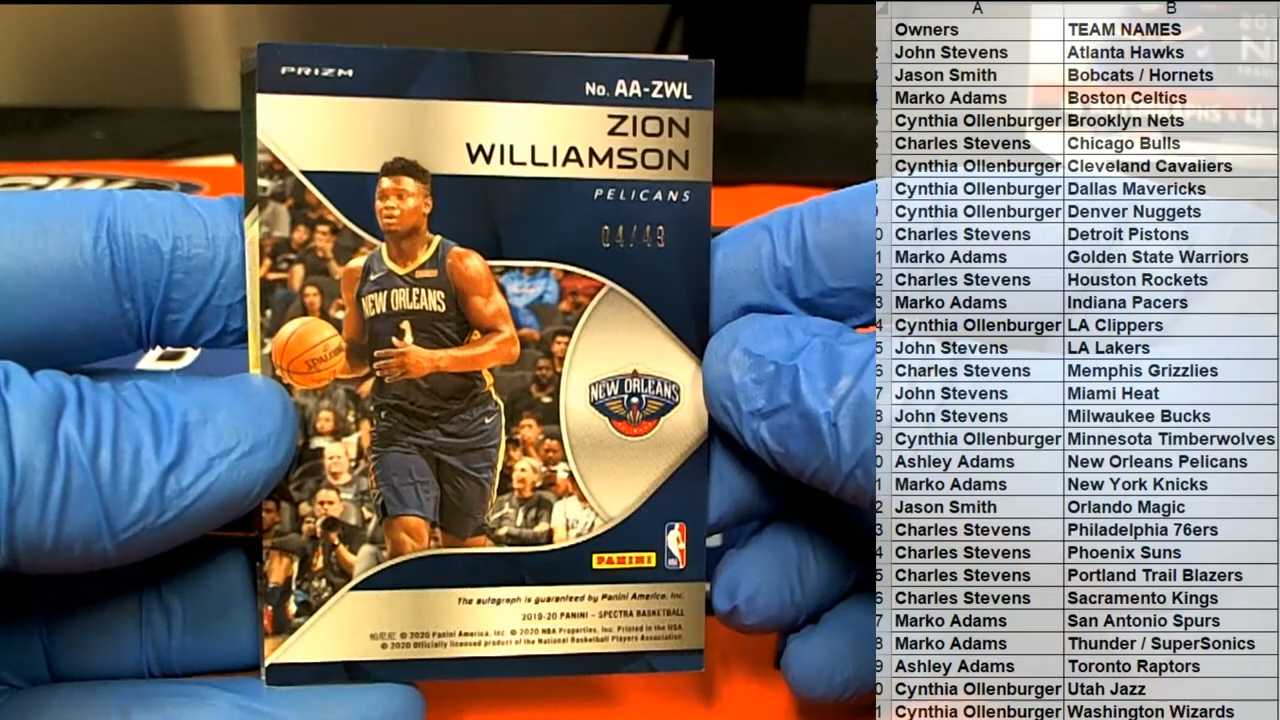 PRIZM
No. AA-ZWL
ZION
WILLIAMSON
PELICANS
04/49
NEW ORLEANS
1
SPALDING
NEW ORLEANS
PANINI
NBA
The autograph is guaranteed by Panini America, Inc.
2019-20 PANINI - SPECTRA BASKETBALL
帕尼尼 © 2020 Panini America, Inc. © 2020 NBA Properties, Inc. Printed in the USA.
© 2020 Officially licensed product of the National Basketball Players Association
A B
Owners TEAM NAMES
John Stevens Atlanta Hawks
Jason Smith Bobcats / Hornets
Marko Adams Boston Celtics
Cynthia Ollenburger Brooklyn Nets
Charles Stevens Chicago Bulls
Cynthia Ollenburger Cleveland Cavaliers
Cynthia Ollenburger Dallas Mavericks
Cynthia Ollenburger Denver Nuggets
Charles Stevens Detroit Pistons
Marko Adams Golden State Warriors
Charles Stevens Houston Rockets
Marko Adams Indiana Pacers
Cynthia Ollenburger LA Clippers
John Stevens LA Lakers
Charles Stevens Memphis Grizzlies
John Stevens Miami Heat
John Stevens Milwaukee Bucks
Cynthia Ollenburger Minnesota Timberwolves
Ashley Adams New Orleans Pelicans
Marko Adams New York Knicks
Jason Smith Orlando Magic
Charles Stevens Philadelphia 76ers
Charles Stevens Phoenix Suns
Charles Stevens Portland Trail Blazers
Charles Stevens Sacramento Kings
Marko Adams San Antonio Spurs
Marko Adams Thunder / SuperSonics
Ashley Adams Toronto Raptors
Cynthia Ollenburger Utah Jazz
Cynthia Ollenburger Washington Wizards